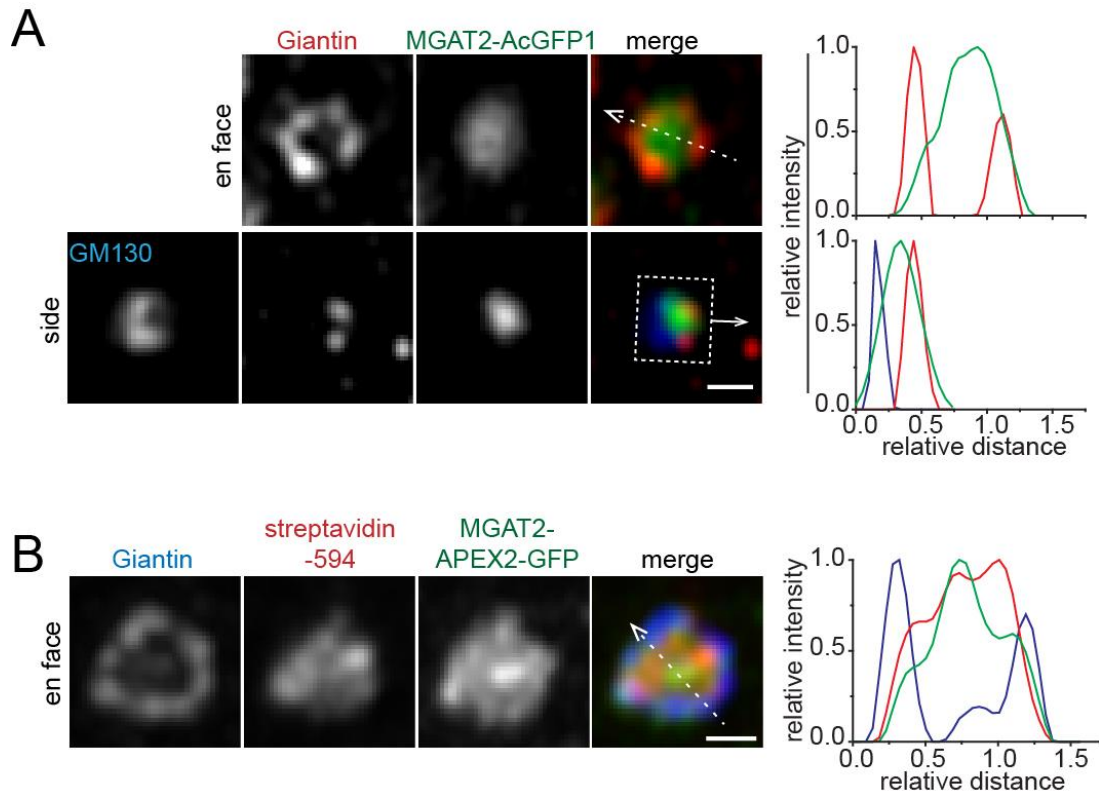 A
Giantin MGAT2-AcGFP1 merge
en face
GM130
side
relative intensity
1.0
0.5
0.0
1.0
0.5
0.0
0.0 0.5 1.0 1.5
relative distance
B
Giantin
streptavidin
-594
MGAT2-
APEX2-GFP
merge
en face
relative intensity
1.0
0.5
0.0
0.0 0.5 1.0 1.5
relative distance